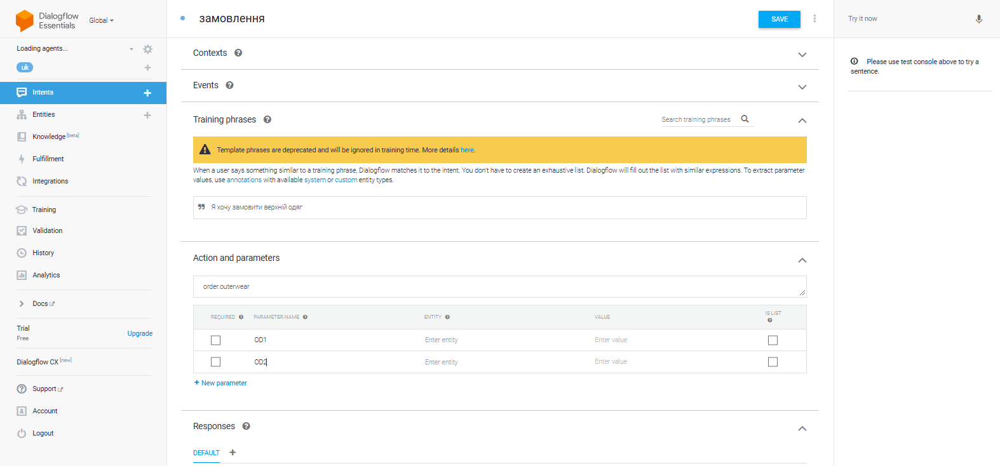 Dialogflow
Essentials
Global
замовлення
SAVE
Try it now
Loading agents...
uk
Intents
Entities
Knowledge [beta]
Fulfillment
Integrations
Training
Validation
History
Analytics
Docs
Trial
Free
Upgrade
Dialogflow CX [new]
Support
Account
Logout
Contexts
Events
Training phrases
Search training phrases
Template phrases are deprecated and will be ignored in training time. More details here.
When a user says something similar to a training phrase, Dialogflow matches it to the intent. You don't have to create an exhaustive list. Dialogflow will fill out the list with similar expressions. To extract parameter
values, use annotations with available system or custom entity types.
Я хочу замовити верхній одяг
Action and parameters
order.outerwear
REQUIRED PARAMETER NAME ENTITY VALUE IS LIST
OD1 Enter entity Enter value
OD2 Enter entity Enter value
+ New parameter
Responses
DEFAULT
Please use test console above to try a
sentence.